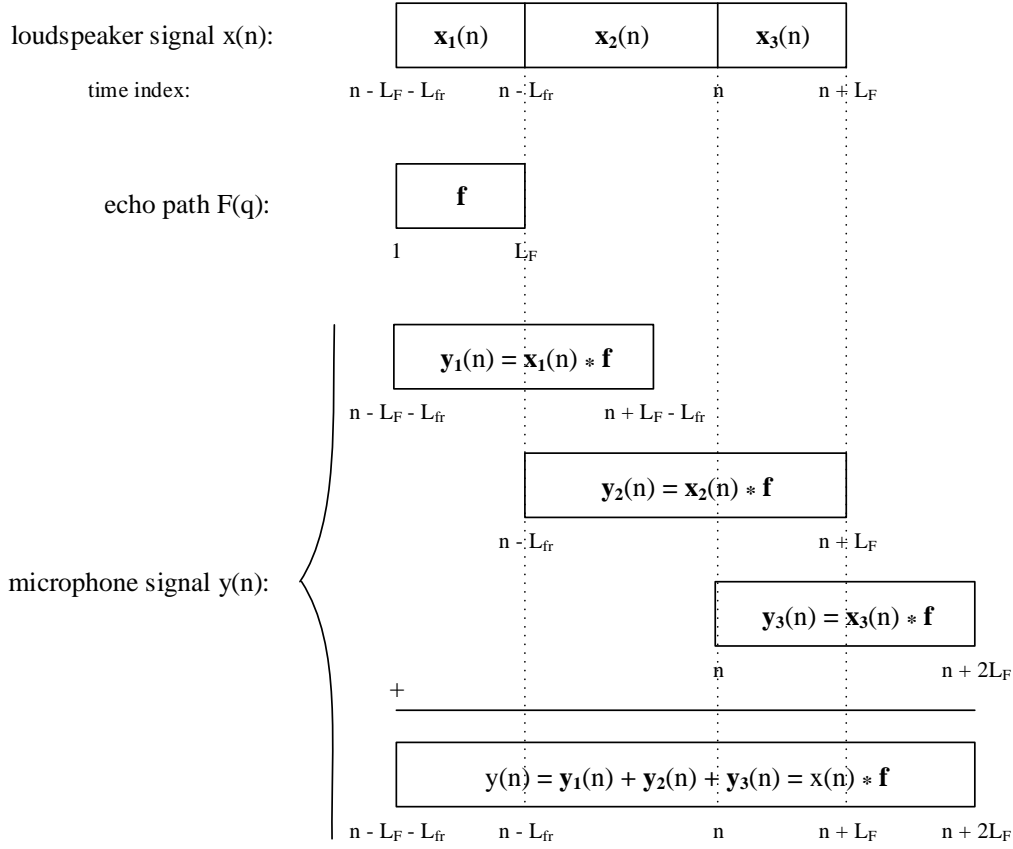 loudspeaker signal x(n): x₁(n) x₂(n) x₃(n)
time index: n - L_F - L_fr n - L_fr n n + L_F
echo path F(q): f
1 L_F
y₁(n) = x₁(n) * f
n - L_F - L_fr n + L_F - L_fr
y₂(n) = x₂(n) * f
n - L_fr n + L_F
microphone signal y(n):
y₃(n) = x₃(n) * f
n n + 2L_F
+
y(n) = y₁(n) + y₂(n) + y₃(n) = x(n) * f
n - L_F - L_fr n - L_fr n n + L_F n + 2L_F